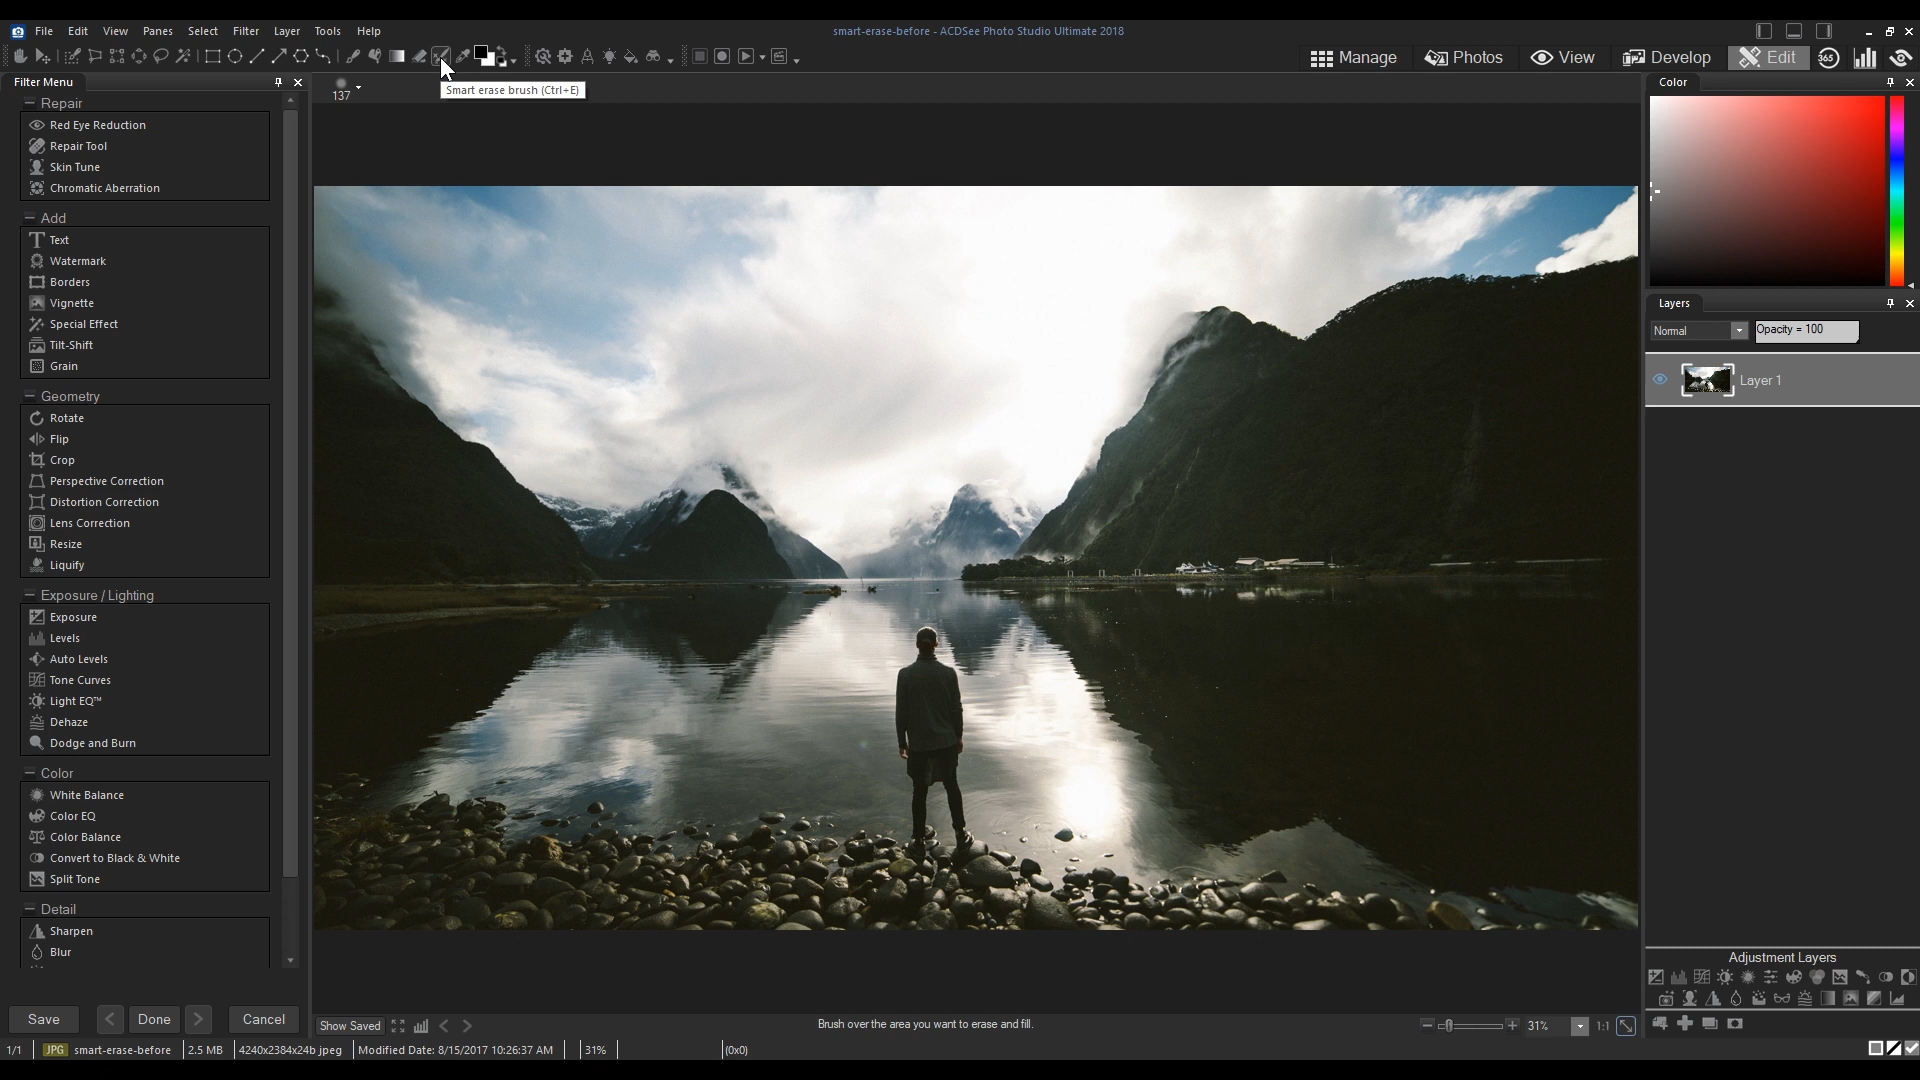 File Edit View Panes Select Filter Layer Tools Help
smart-erase-before - ACDSee Photo Studio Ultimate 2018
Manage Photos View Develop Edit 365
Filter Menu
137
Smart erase brush (Ctrl+E)
Repair
Red Eye Reduction
Repair Tool
Skin Tune
Chromatic Aberration
Add
Text
Watermark
Borders
Vignette
Special Effect
Tilt-Shift
Grain
Geometry
Rotate
Flip
Crop
Perspective Correction
Distortion Correction
Lens Correction
Resize
Liquify
Exposure / Lighting
Exposure
Levels
Auto Levels
Tone Curves
Light EQ™
Dehaze
Dodge and Burn
Color
White Balance
Color EQ
Color Balance
Convert to Black & White
Split Tone
Detail
Sharpen
Blur
Save Done Cancel
Color
Layers
Normal Opacity = 100
Layer 1
Adjustment Layers
Show Saved
Brush over the area you want to erase and fill.
31% 1:1
1/1 JPG smart-erase-before 2.5 MB 4240x2384x24b jpeg Modified Date: 8/15/2017 10:26:37 AM 31% (0x0)